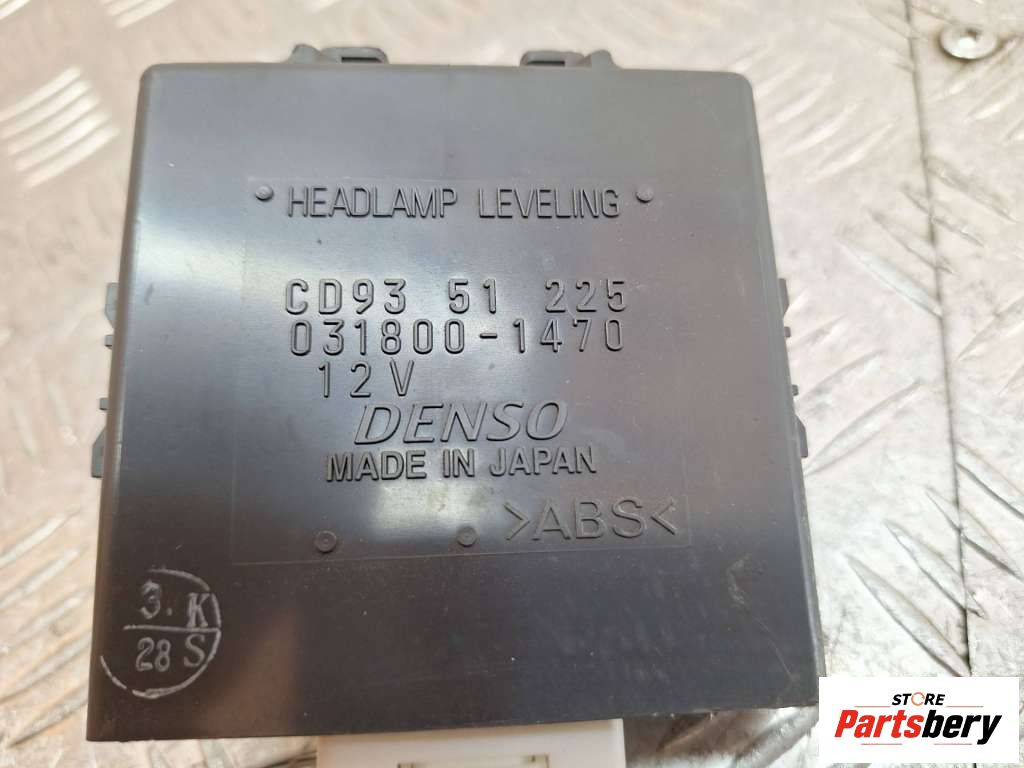 HEADLAMP LEVELING
CD93 51 225
031800-1470
12V
DENSO
MADE IN JAPAN
>ABS<
3. K
28 S
STORE
Partsbery